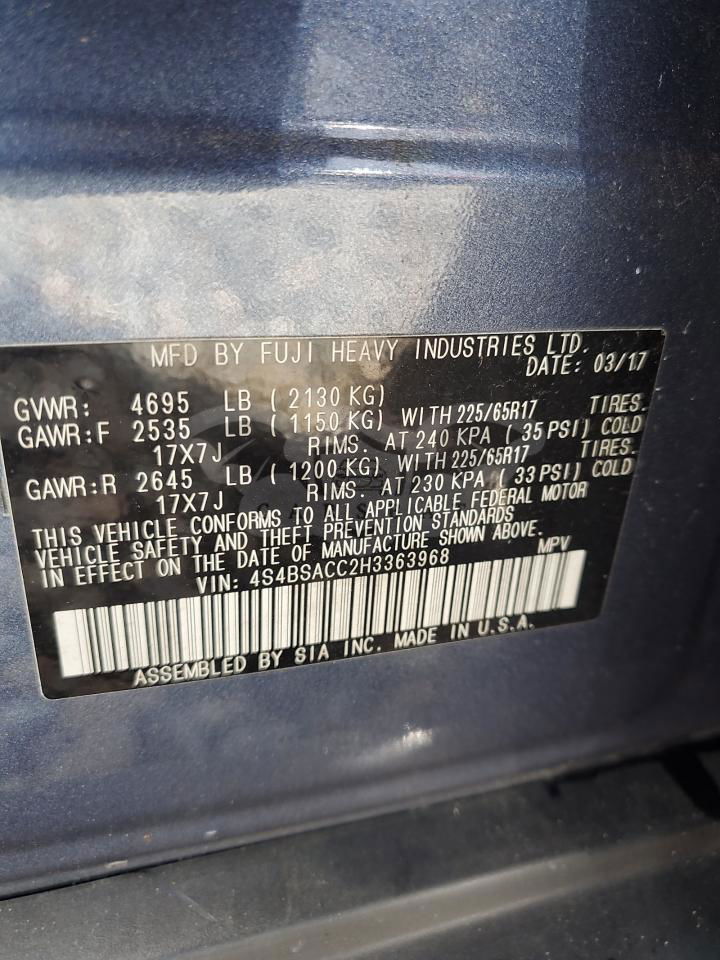 MFD BY FUJI HEAVY INDUSTRIES LTD.
DATE: 03/17
GVWR: 4695 LB ( 2130 KG)
GAWR:F 2535 LB ( 1150 KG) WITH 225/65R17 TIRES.
17X7J RIMS. AT 240 KPA ( 35 PSI) COLD
GAWR:R 2645 LB ( 1200 KG) WITH 225/65R17 TIRES.
17X7J RIMS. AT 230 KPA ( 33 PSI) COLD
THIS VEHICLE CONFORMS TO ALL APPLICABLE FEDERAL MOTOR
VEHICLE SAFETY AND THEFT PREVENTION STANDARDS
IN EFFECT ON THE DATE OF MANUFACTURE SHOWN ABOVE.
VIN: 4S4BSACC2H3363968 MPV
ASSEMBLED BY SIA INC. MADE IN U.S.A.